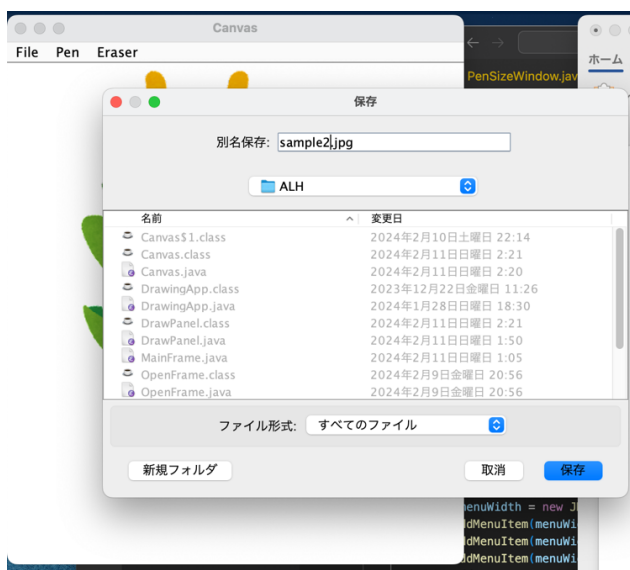 Canvas
File Pen Eraser
PenSizeWindow.jav
ホーム
保存
別名保存: sample2.jpg
ALH
名前 変更日
Canvas$1.class 2024年2月10日土曜日 22:14
Canvas.class 2024年2月11日日曜日 2:21
Canvas.java 2024年2月11日日曜日 2:20
DrawingApp.class 2023年12月22日金曜日 11:26
DrawingApp.java 2024年1月28日日曜日 18:30
DrawPanel.class 2024年2月11日日曜日 2:21
DrawPanel.java 2024年2月11日日曜日 1:50
MainFrame.java 2024年2月11日日曜日 1:05
OpenFrame.class 2024年2月9日金曜日 20:56
OpenFrame.java 2024年2月9日金曜日 20:56
ファイル形式: すべてのファイル
新規フォルダ 取消 保存
menuWidth = new J
ddMenuItem(menuWi
ddMenuItem(menuWi
ddMenuItem(menuWi